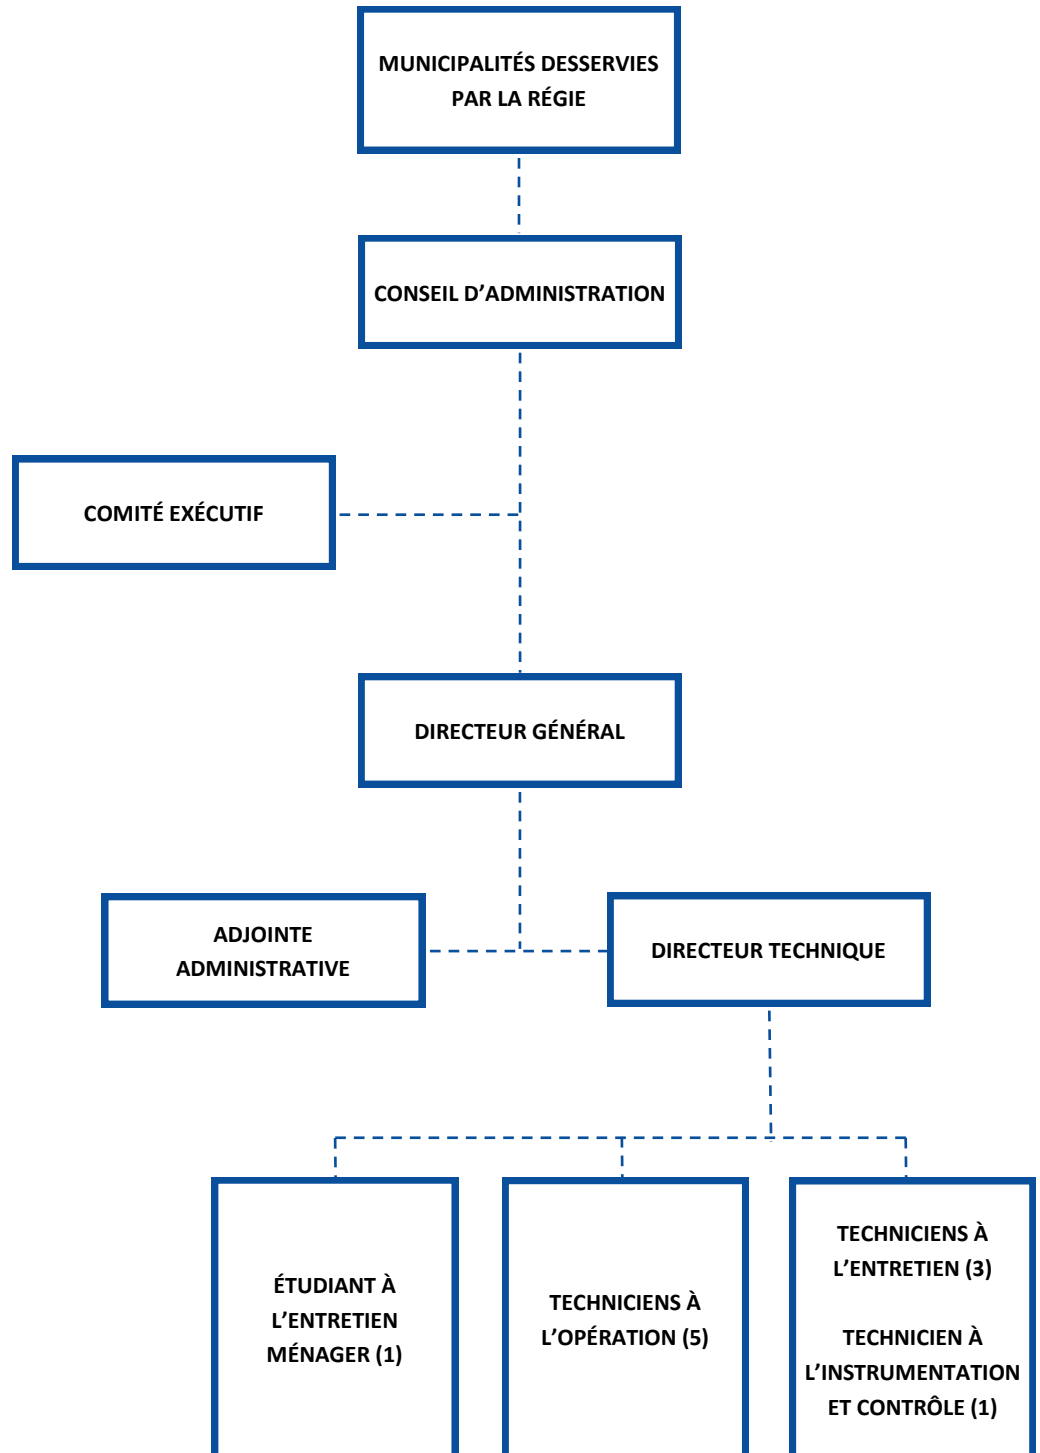 MUNICIPALITÉS DESSERVIES
PAR LA RÉGIE
CONSEIL D’ADMINISTRATION
COMITÉ EXÉCUTIF
DIRECTEUR GÉNÉRAL
ADJOINTE
ADMINISTRATIVE
DIRECTEUR TECHNIQUE
ÉTUDIANT À
L’ENTRETIEN
MÉNAGER (1)
TECHNICIENS À
L’OPÉRATION (5)
TECHNICIENS À
L’ENTRETIEN (3)
TECHNICIEN À
L’INSTRUMENTATION
ET CONTRÔLE (1)